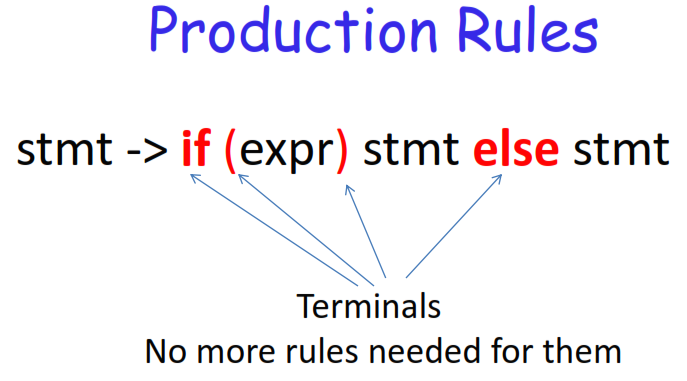 Production Rules
stmt -> if (expr) stmt else stmt
Terminals
No more rules needed for them